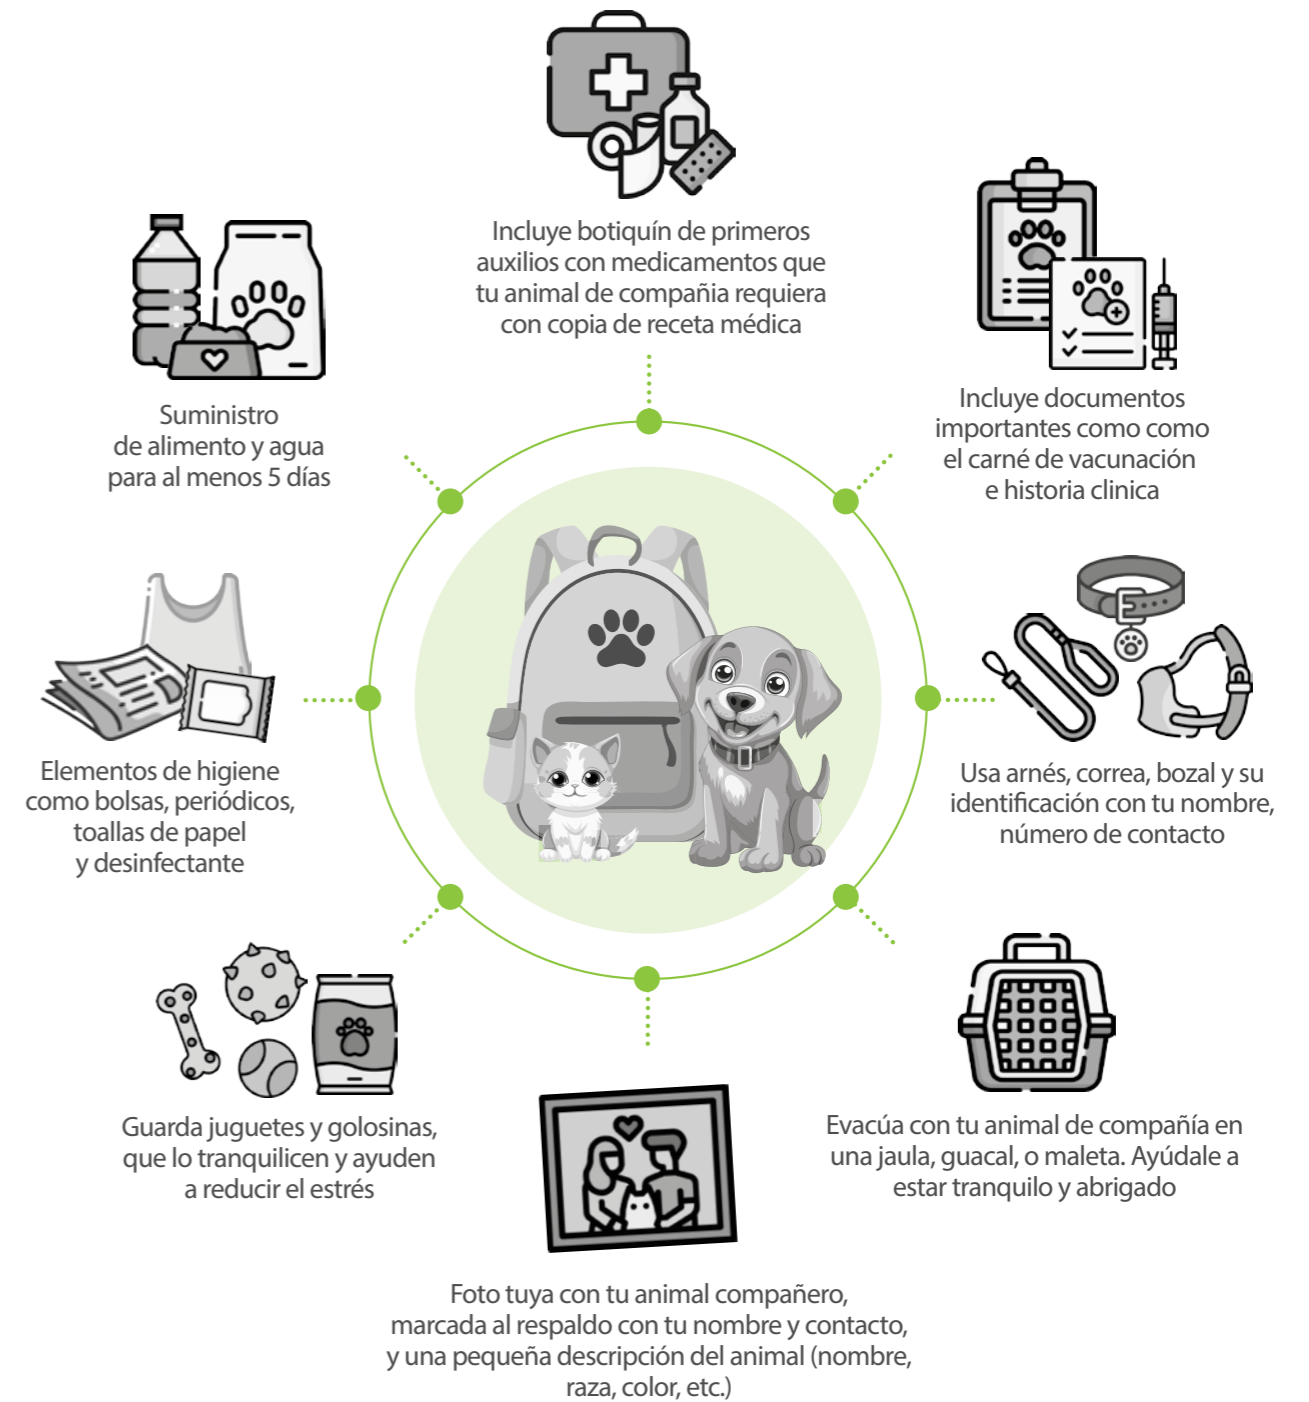 Incluye botiquín de primeros
auxilios con medicamentos que
tu animal de compañia requiera
con copia de receta médica
Incluye documentos
importantes como como
el carné de vacunación
e historia clinica
Usa arnés, correa, bozal y su
identificación con tu nombre,
número de contacto
Evacúa con tu animal de compañía en
una jaula, guacal, o maleta. Ayúdale a
estar tranquilo y abrigado
Foto tuya con tu animal compañero,
marcada al respaldo con tu nombre y contacto,
y una pequeña descripción del animal (nombre,
raza, color, etc.)
Guarda juguetes y golosinas,
que lo tranquilicen y ayuden
a reducir el estrés
Elementos de higiene
como bolsas, periódicos,
toallas de papel
y desinfectante
Suministro
de alimento y agua
para al menos 5 días